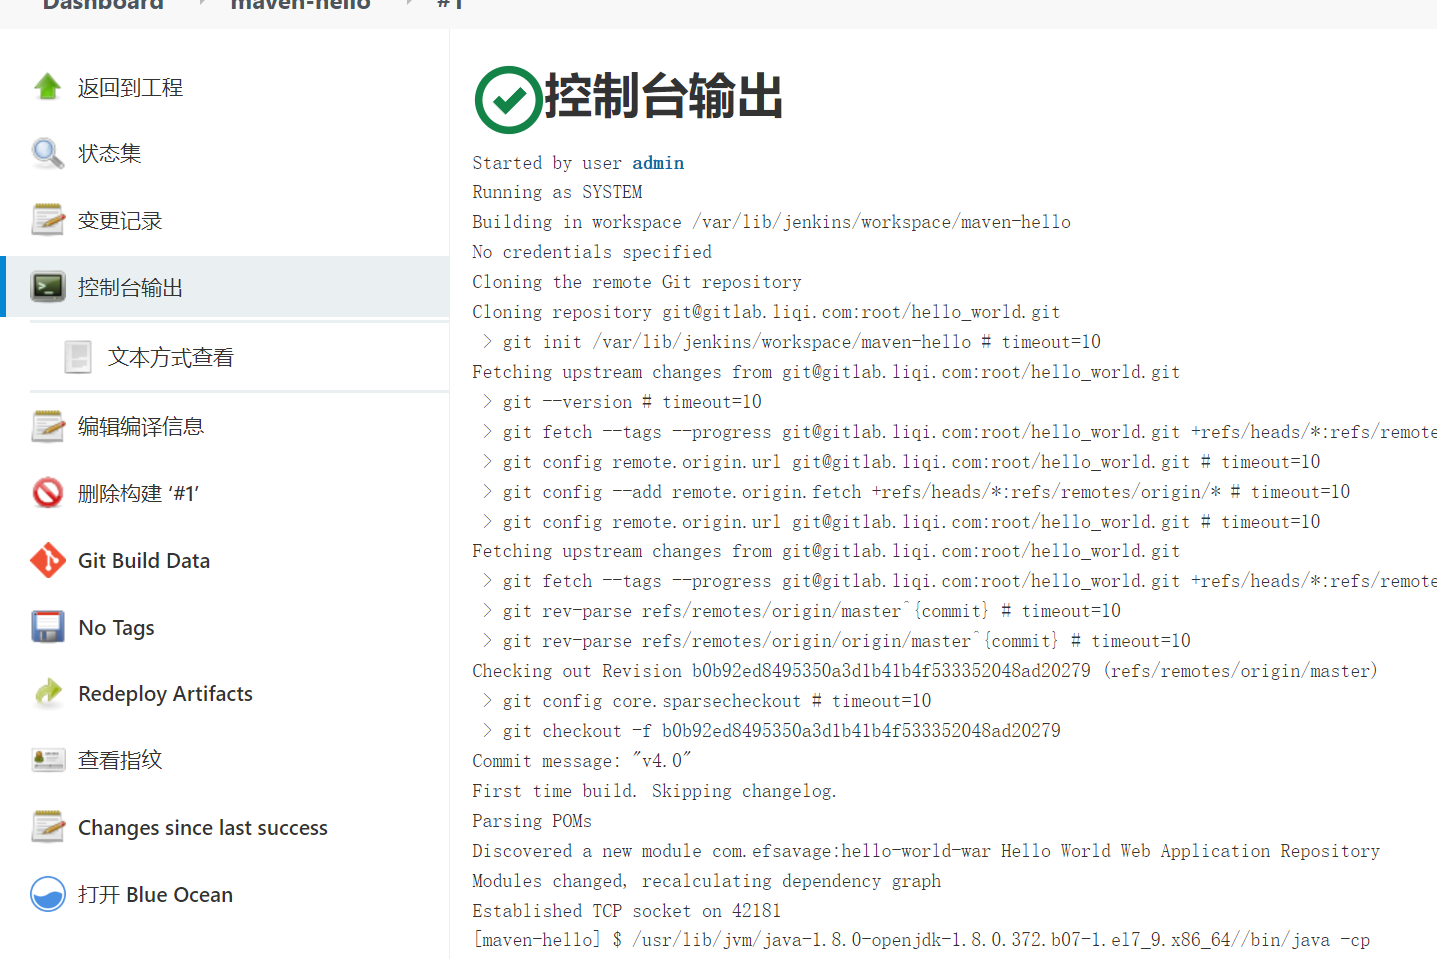 Dashboard
maven-hello
#1
返回到工程
状态集
变更记录
控制台输出
文本方式查看
编辑编译信息
删除构建 ‘#1’
Git Build Data
No Tags
Redeploy Artifacts
查看指纹
Changes since last success
打开 Blue Ocean
控制台输出
Started by user admin
Running as SYSTEM
Building in workspace /var/lib/jenkins/workspace/maven-hello
No credentials specified
Cloning the remote Git repository
Cloning repository git@gitlab.liqi.com:root/hello_world.git
> git init /var/lib/jenkins/workspace/maven-hello # timeout=10
Fetching upstream changes from git@gitlab.liqi.com:root/hello_world.git
> git --version # timeout=10
> git fetch --tags --progress git@gitlab.liqi.com:root/hello_world.git +refs/heads/*:refs/remote
> git config remote.origin.url git@gitlab.liqi.com:root/hello_world.git # timeout=10
> git config --add remote.origin.fetch +refs/heads/*:refs/remotes/origin/* # timeout=10
> git config remote.origin.url git@gitlab.liqi.com:root/hello_world.git # timeout=10
Fetching upstream changes from git@gitlab.liqi.com:root/hello_world.git
> git fetch --tags --progress git@gitlab.liqi.com:root/hello_world.git +refs/heads/*:refs/remote
> git rev-parse refs/remotes/origin/master^{commit} # timeout=10
> git rev-parse refs/remotes/origin/origin/master^{commit} # timeout=10
Checking out Revision b0b92ed8495350a3d1b41b4f533352048ad20279 (refs/remotes/origin/master)
> git config core.sparsecheckout # timeout=10
> git checkout -f b0b92ed8495350a3d1b41b4f533352048ad20279
Commit message: "v4.0"
First time build. Skipping changelog.
Parsing POMs
Discovered a new module com.efsavage:hello-world-war Hello World Web Application Repository
Modules changed, recalculating dependency graph
Established TCP socket on 42181
[maven-hello] $ /usr/lib/jvm/java-1.8.0-openjdk-1.8.0.372.b07-1.el7_9.x86_64//bin/java -cp